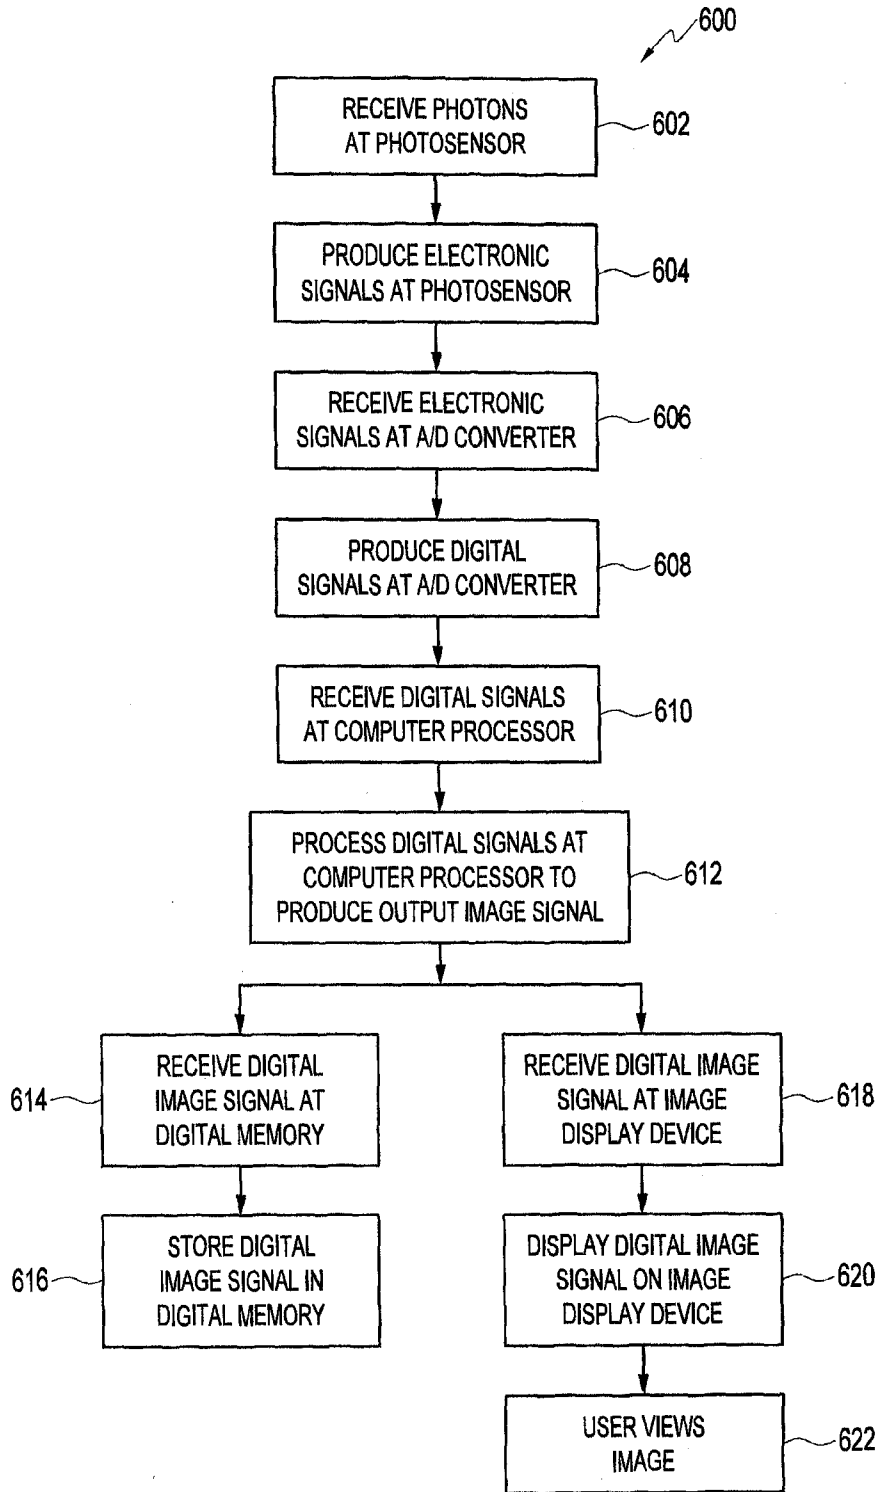 600
RECEIVE PHOTONS
AT PHOTOSENSOR
602
PRODUCE ELECTRONIC
SIGNALS AT PHOTOSENSOR
604
RECEIVE ELECTRONIC
SIGNALS AT A/D CONVERTER
606
PRODUCE DIGITAL
SIGNALS AT A/D CONVERTER
608
RECEIVE DIGITAL SIGNALS
AT COMPUTER PROCESSOR
610
PROCESS DIGITAL SIGNALS AT
COMPUTER PROCESSOR TO
PRODUCE OUTPUT IMAGE SIGNAL
612
614
RECEIVE DIGITAL
IMAGE SIGNAL AT
DIGITAL MEMORY
RECEIVE DIGITAL IMAGE
SIGNAL AT IMAGE
DISPLAY DEVICE
618
616
STORE DIGITAL
IMAGE SIGNAL IN
DIGITAL MEMORY
DISPLAY DIGITAL IMAGE
SIGNAL ON IMAGE
DISPLAY DEVICE
620
USER VIEWS
IMAGE
622